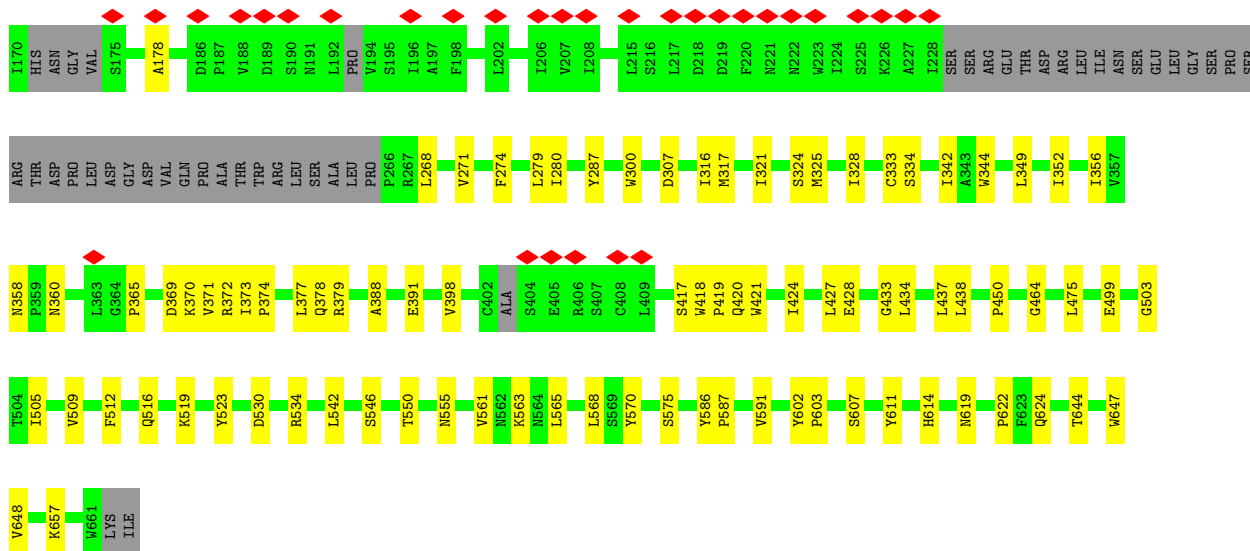 I170 HIS ASN GLY VAL S175 A178 D186 P187 V188 D189 S190 N191 L192 PRO V194 S195 I196 A197 F198 L202 I206 V207 I208 L215 S216 L217 D218 D219 F220 N221 N222 W223 I224 S225 K226 A227 I228 SER SER ARG GLU THR ASP ARG LEU ILE ASN SER GLU LEU GLY SER PRO SER
ARG THR ASP PRO LEU ASP GLY ASP VAL GLN PRO ALA THR TRP ARG LEU SER ALA LEU PRO P266 R267 L268 V271 F274 L279 I280 Y287 W300 D307 I316 M317 I321 S324 M325 I328 C333 S334 I342 A343 W344 L349 I352 I356 V357
N358 P359 N360 L363 G364 P365 D369 K370 V371 R372 I373 P374 L377 Q378 R379 A388 E391 V398 C402 ALA S404 E405 R406 S407 C408 L409 S417 W418 P419 Q420 W421 I424 L427 E428 G433 L434 L437 L438 P450 G464 L475 E499 G503
T504 I505 V509 F512 Q516 K519 Y523 D530 R534 L542 S546 T550 N555 V561 N562 K563 N564 L565 L568 S569 Y570 S575 Y586 P587 V591 Y602 P603 S607 Y611 H614 N619 P622 F623 Q624 T644 W647
V648 K657 W661 LYS ILE